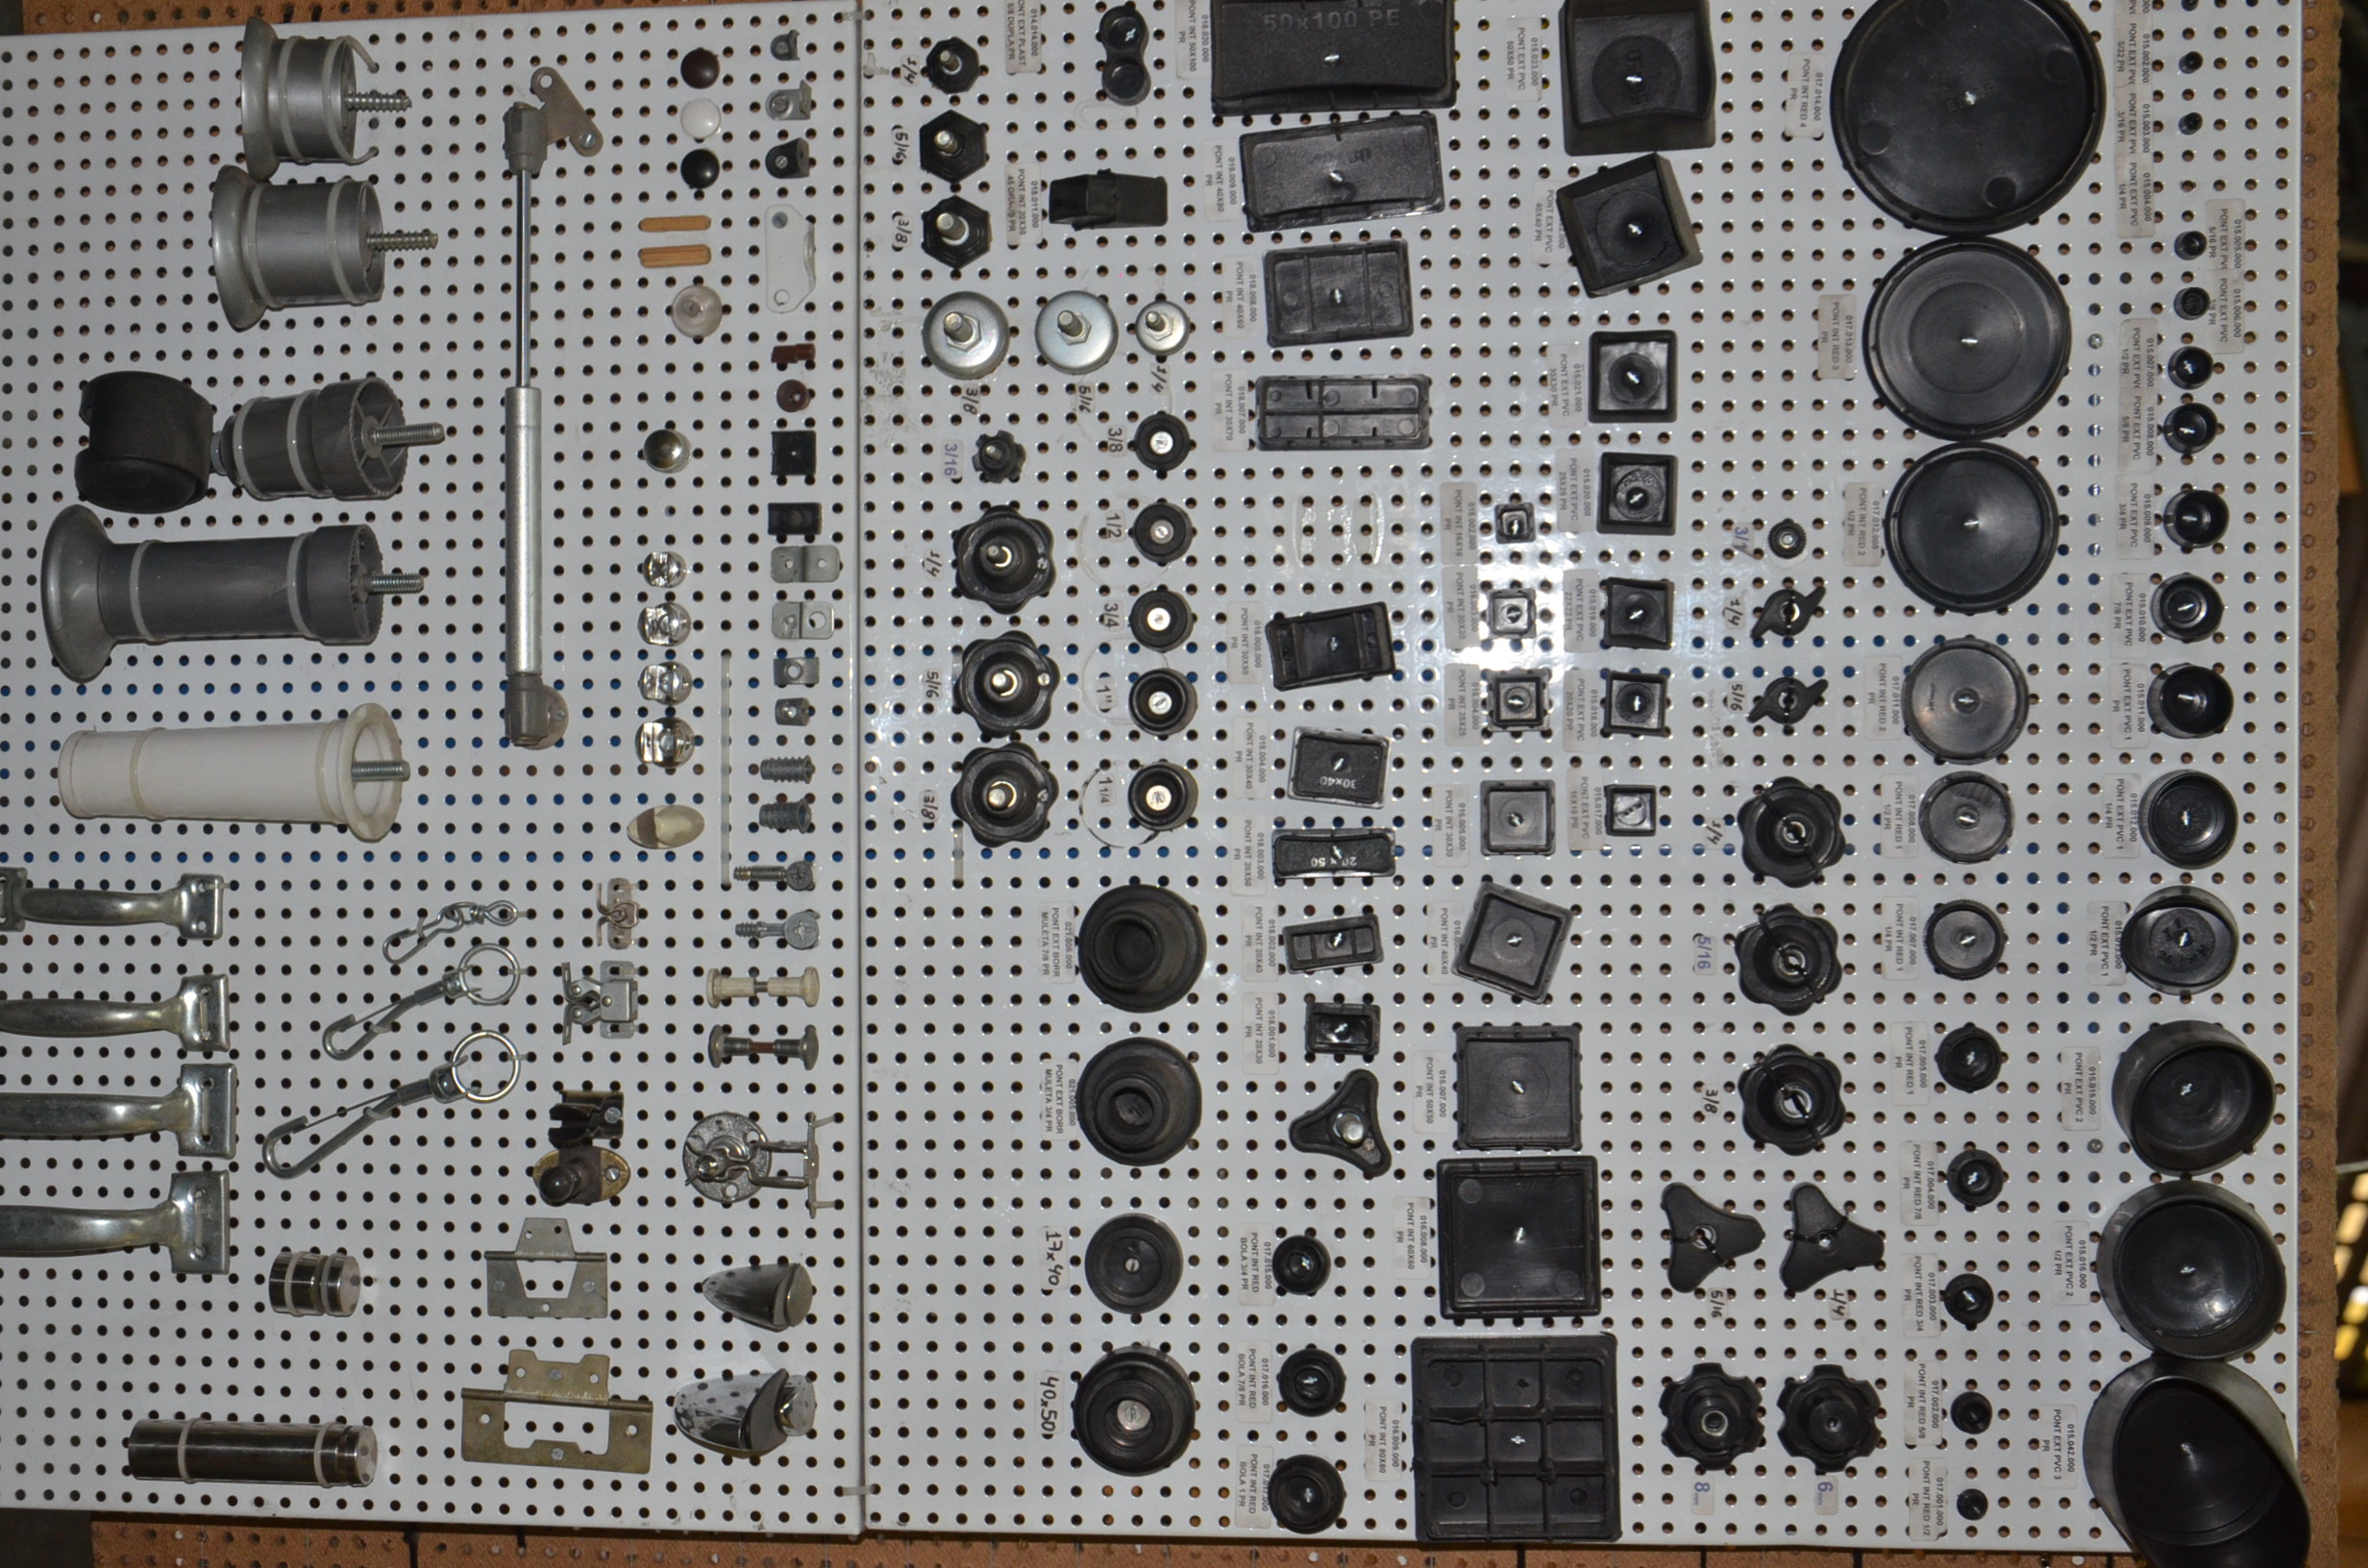 015.005.000
PONT EXT PVC
5/16 PR
015.006.000
PONT EXT PVC
3/8 PR
015.002.000
PONT EXT PVC
5/32 PR
015.003.000
PONT EXT PVC
3/16 PR
015.004.000
PONT EXT PVC
1/4 PR
015.007.000
PONT EXT PVC
1/2 PR
015.008.000
PONT EXT PVC
5/8 PR
015.009.000
PONT EXT PVC
3/4 PR
015.010.000
PONT EXT PVC
7/8 PR
015.011.000
PONT EXT PVC 1
PR
015.012.000
PONT EXT PVC 1
1/4 PR
015.013.000
PONT EXT PVC 1
1/2 PR
015.015.000
PONT EXT PVC 2
PR
015.016.000
PONT EXT PVC 2
1/2 PR
015.042.000
PONT EXT PVC 3
PR
017.014.000
PONT INT RED 4
PR
017.013.000
PONT INT RED 3
PR
017.012.000
PONT INT RED 2
1/2 PR
017.011.000
PONT INT RED 2
PR
017.008.000
PONT INT RED 1
1/2 PR
017.007.000
PONT INT RED 1
1/4 PR
017.005.000
PONT INT RED 1
PR
017.004.000
PONT INT RED 7/8
PR
017.003.000
PONT INT RED 3/4
PR
017.002.000
PONT INT RED 5/8
PR
017.001.000
PONT INT RED 1/2
PR
1/4
5/16
1/4
5/16
3/8
1/4
5/16
6mm
8mm
015.023.000
PONT EXT PVC
50X50 PR
PONT EXT PVC
40X40 PR
015.021.000
PONT EXT PVC
30X30 PR
015.020.000
PONT EXT PVC
25X25 PR
015.019.000
PONT EXT PVC
22X22 PR
015.018.000
PONT EXT PVC
20X20 PR
015.017.000
PONT EXT PVC
16X16 PR
016.002.000
PONT INT 16X16
PR
016.003.000
PONT INT 20X20
PR
016.004.000
PONT INT 25X25
PR
016.005.000
PONT INT 30X30
PR
PONT INT 40X40
PR
016.007.000
PONT INT 50X50
PR
016.008.000
PONT INT 60X60
PR
016.009.000
PONT INT 80X80
PR
50x100 PE
30x40
20x50
018.020.000
PONT INT 50X100
PR
018.009.000
PONT INT 40X80
PR
018.008.000
PONT INT 40X60
PR
018.007.000
PONT INT 30X70
PR
018.005.000
PONT INT 30X50
PR
018.004.000
PONT INT 30X40
PR
018.003.000
PONT INT 20X50
PR
018.002.000
PONT INT 20X40
PR
018.001.000
PONT INT 20X30
PR
017.015.000
PONT INT RED
BOLA 3/4 PR
017.016.000
PONT INT RED
BOLA 7/8 PR
017.017.000
PONT INT RED
BOLA 1 PR
1/4
5/16
3/8
3/8
1/2
3/4
1"
1 1/4
021.006.000
PONT EXT BORR
MULETA 7/8 PR
021.005.000
PONT EXT BORR
MULETA 3/4 PR
17x40
40x50
014.014.000
ONT EXT PLAST
5/8 DUPLA PR
018.011.000
PONT INT 20X30
45 GRAUS PR
1/4
5/16
3/8
3/16
1/4
5/16
3/8